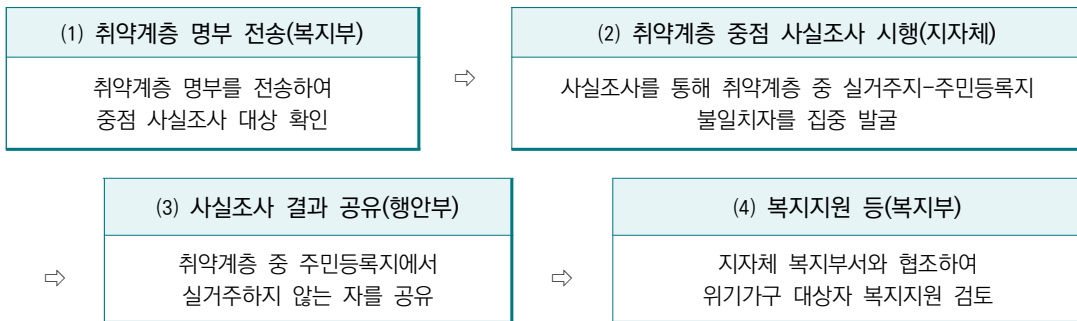 (1) 취약계층 명부 전송(복지부)
취약계층 명부를 전송하여
중점 사실조사 대상 확인
⇨
(2) 취약계층 중점 사실조사 시행(지자체)
사실조사를 통해 취약계층 중 실거주지-주민등록지
불일치자를 집중 발굴
⇨
(3) 사실조사 결과 공유(행안부)
취약계층 중 주민등록지에서
실거주하지 않는 자를 공유
⇨
(4) 복지지원 등(복지부)
지자체 복지부서와 협조하여
위기가구 대상자 복지지원 검토